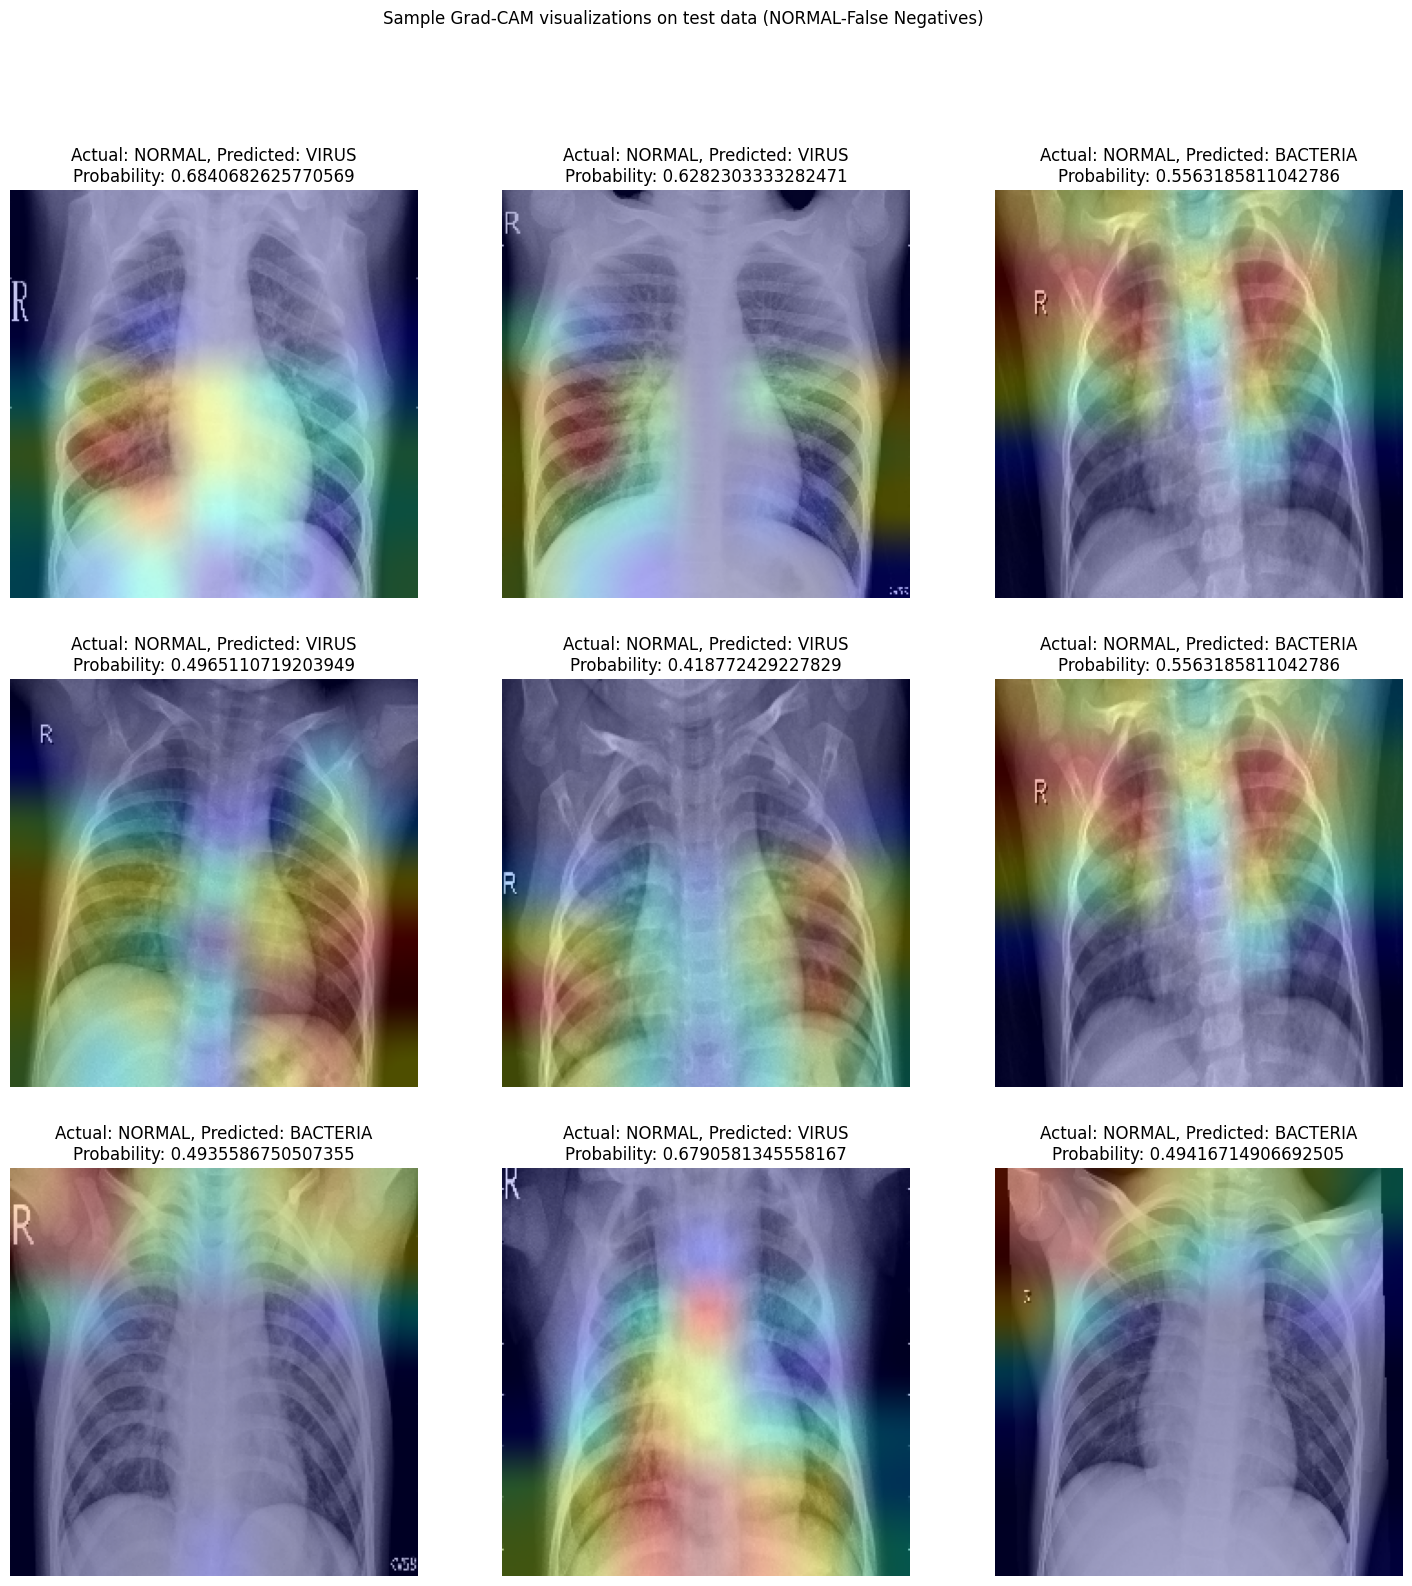 Sample Grad-CAM visualizations on test data (NORMAL-False Negatives)
Actual: NORMAL, Predicted: VIRUS
Probability: 0.6840682625770569
R
Actual: NORMAL, Predicted: VIRUS
Probability: 0.6282303333282471
R
Actual: NORMAL, Predicted: BACTERIA
Probability: 0.5563185811042786
R
Actual: NORMAL, Predicted: VIRUS
Probability: 0.4965110719203949
R
Actual: NORMAL, Predicted: VIRUS
Probability: 0.418772429227829
R
Actual: NORMAL, Predicted: BACTERIA
Probability: 0.5563185811042786
R
Actual: NORMAL, Predicted: BACTERIA
Probability: 0.4935586750507355
R
Actual: NORMAL, Predicted: VIRUS
Probability: 0.6790581345558167
R
Actual: NORMAL, Predicted: BACTERIA
Probability: 0.49416714906692505